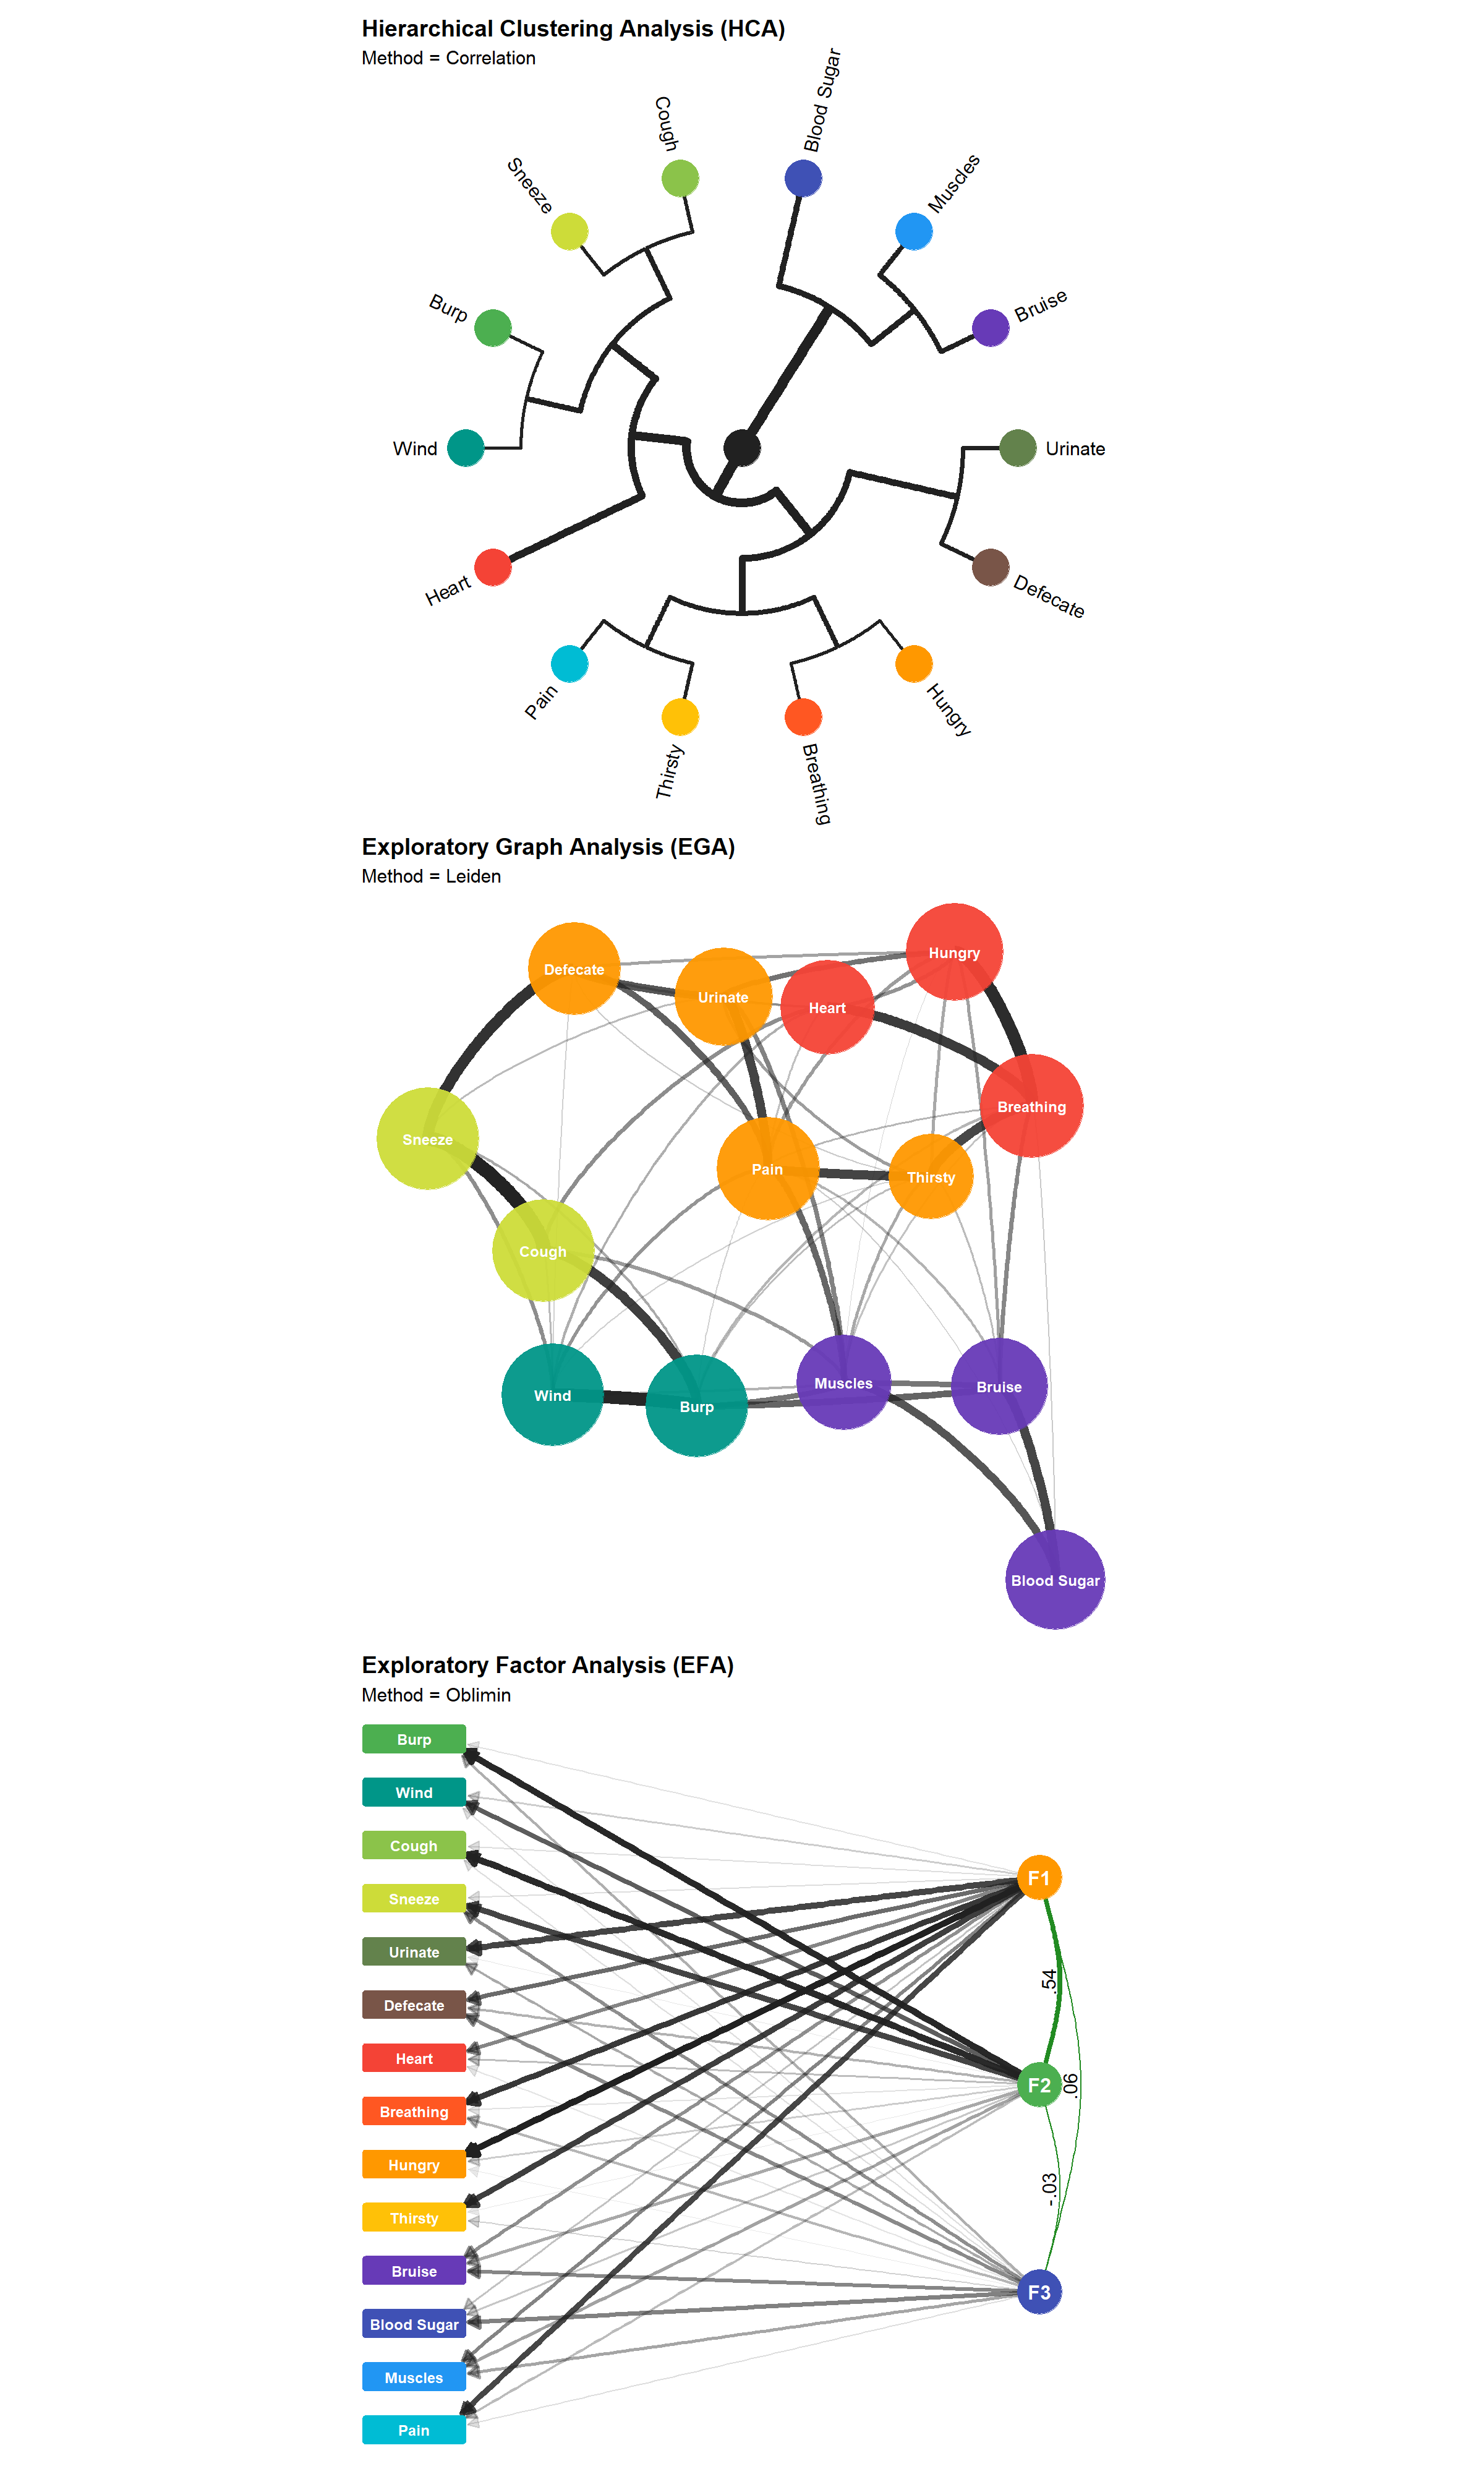 Hierarchical Clustering Analysis (HCA)
Method = Correlation
Blood Sugar
Cough
Muscles
Sneeze
Burp
Bruise
Wind
Urinate
Heart
Defecate
Pain
Hungry
Thirsty
Breathing
Exploratory Graph Analysis (EGA)
Method = Leiden
Hungry
Defecate
Urinate
Heart
Breathing
Sneeze
Pain
Thirsty
Cough
Muscles
Bruise
Wind
Burp
Blood Sugar
Exploratory Factor Analysis (EFA)
Method = Oblimin
Burp
Wind
Cough
F1
Sneeze
Urinate
.54
Defecate
Heart
F2
.06
Breathing
Hungry
-.03
Thirsty
Bruise
F3
Blood Sugar
Muscles
Pain